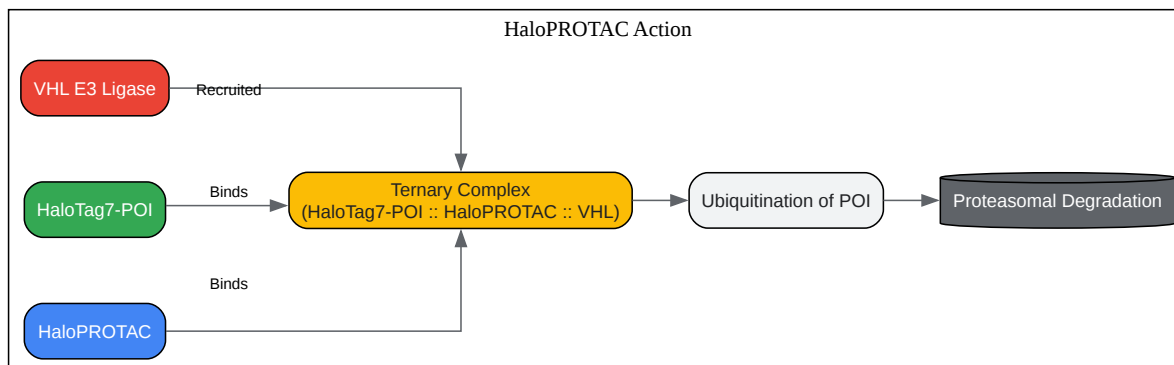 HaloPROTAC Action
VHL E3 Ligase
Recruited
HaloTag7-POI
Binds
Ternary Complex
(HaloTag7-POI :: HaloPROTAC :: VHL)
Ubiquitination of POI
Proteasomal Degradation
Binds
HaloPROTAC